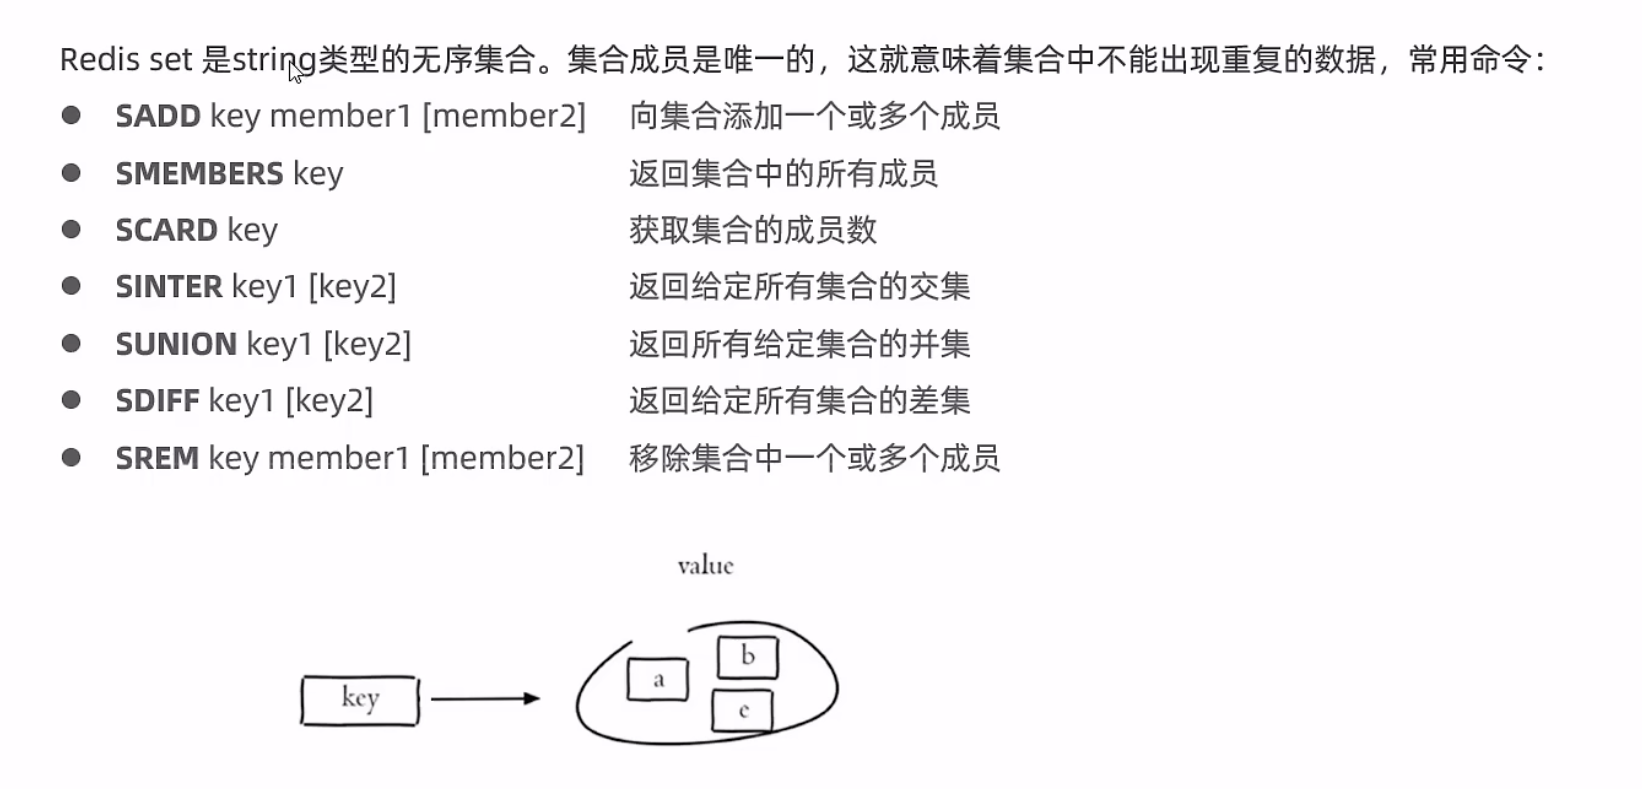 Redis set 是string类型的无序集合。集合成员是唯一的，这就意味着集合中不能出现重复的数据，常用命令：
● SADD key member1 [member2] 向集合添加一个或多个成员
● SMEMBERS key 返回集合中的所有成员
● SCARD key 获取集合的成员数
● SINTER key1 [key2] 返回给定所有集合的交集
● SUNION key1 [key2] 返回所有给定集合的并集
● SDIFF key1 [key2] 返回给定所有集合的差集
● SREM key member1 [member2] 移除集合中一个或多个成员
value
b
a
key
c